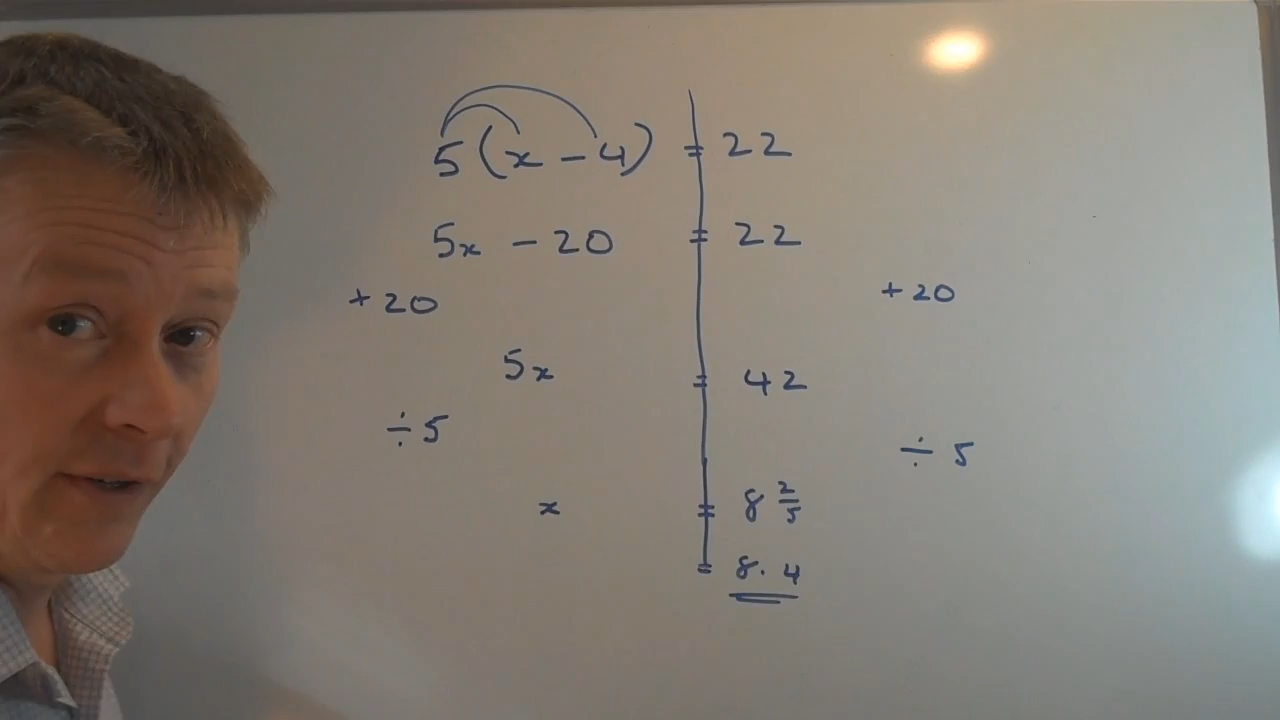 5(x - 4) = 22
5x - 20 = 22
+ 20 + 20
5x = 42
÷ 5 ÷ 5
x = 8 2/5
= 8.4